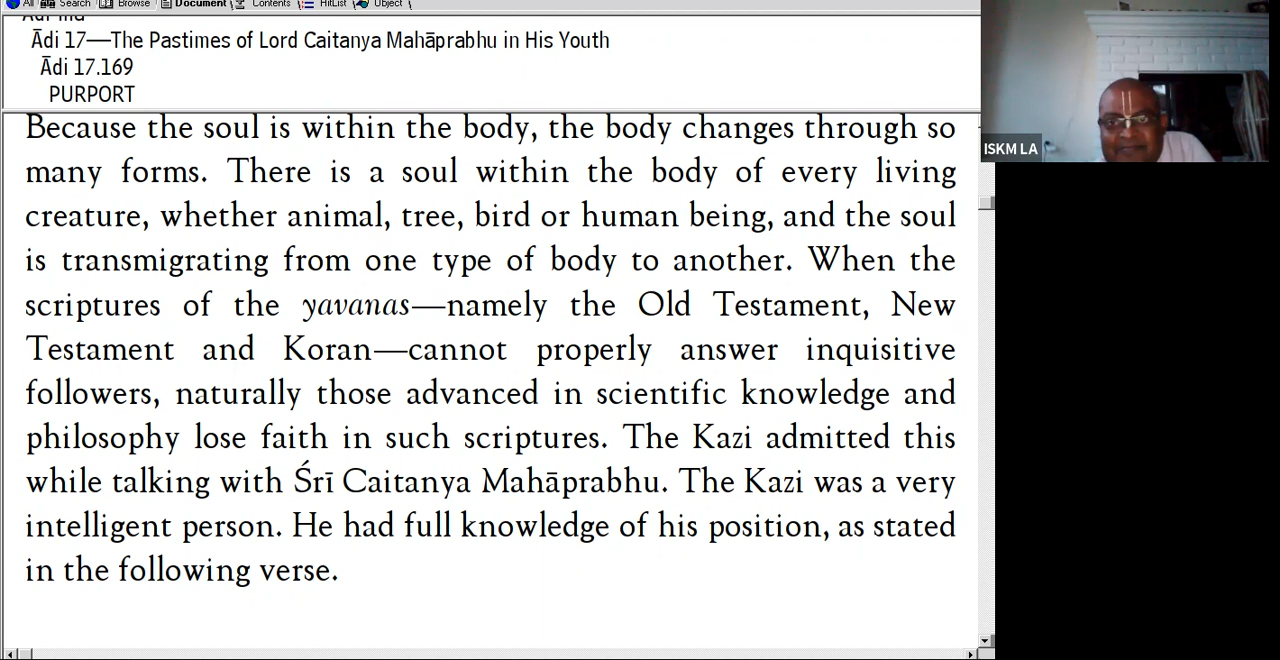 All Search Browse Document Contents HitList Object
Ādi 17—The Pastimes of Lord Caitanya Mahāprabhu in His Youth
Ādi 17.169
PURPORT
Because the soul is within the body, the body changes through so
many forms. There is a soul within the body of every living
creature, whether animal, tree, bird or human being, and the soul
is transmigrating from one type of body to another. When the
scriptures of the yavanas—namely the Old Testament, New
Testament and Koran—cannot properly answer inquisitive
followers, naturally those advanced in scientific knowledge and
philosophy lose faith in such scriptures. The Kazi admitted this
while talking with Śrī Caitanya Mahāprabhu. The Kazi was a very
intelligent person. He had full knowledge of his position, as stated
in the following verse.
ISKM LA